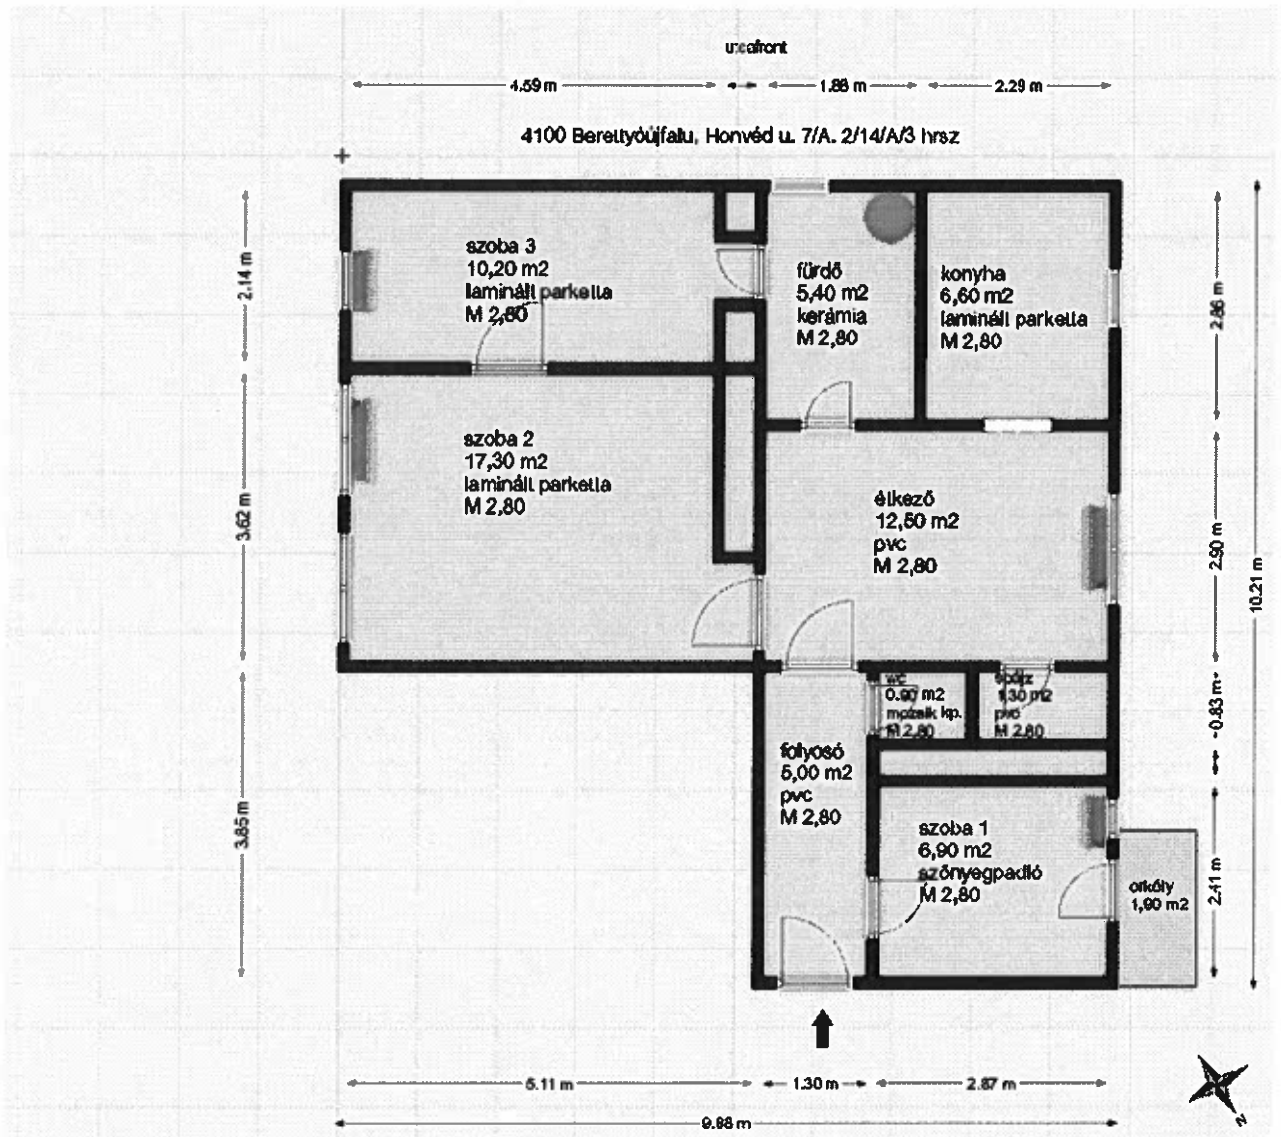 utcafront
4.59 m
1.88 m
2.29 m
4100 Berettyóújfalu, Honvéd u. 7/A. 2/14/A/3 hrsz
szoba 3
10,20 m2
laminált parketta
M 2,80
fürdő
5,40 m2
kerámia
M 2,80
konyha
6,60 m2
laminált parketta
M 2,80
2.14 m
2.86 m
szoba 2
17,30 m2
laminált parketta
M 2,80
étkező
12,50 m2
pvc
M 2,80
3.62 m
2.90 m
10.21 m
wc
0.90 m2
mozaik kp.
M 2,80
1.30 m2
pvc
M 2,80
0.83 m
folyosó
5,00 m2
pvc
M 2,80
szoba 1
6,90 m2
szőnyegpadló
M 2,80
erkély
1,90 m2
3.85 m
2.41 m
5.11 m
1.30 m
2.87 m
9.88 m
N